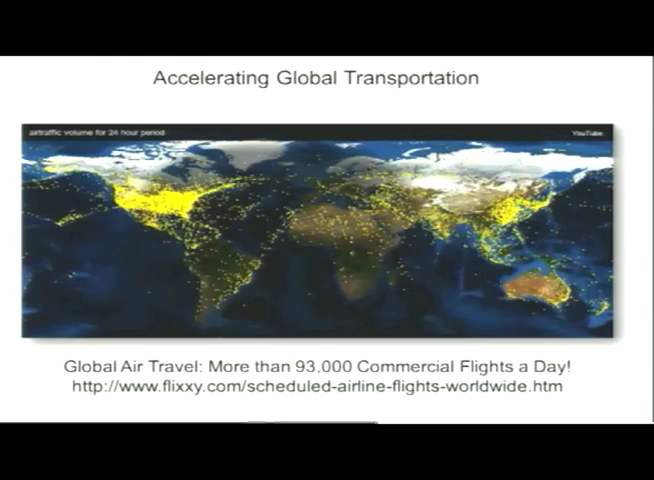 Accelerating Global Transportation
airtraffic volume for 24 hour period
YouTube
Global Air Travel: More than 93,000 Commercial Flights a Day!
http://www.flixxy.com/scheduled-airline-flights-worldwide.htm